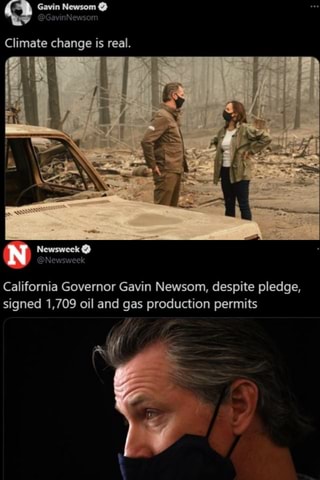 Gavin Newsom
@GavinNewsom
Climate change is real.
N
Newsweek
@Newsweek
California Governor Gavin Newsom, despite pledge,
signed 1,709 oil and gas production permits